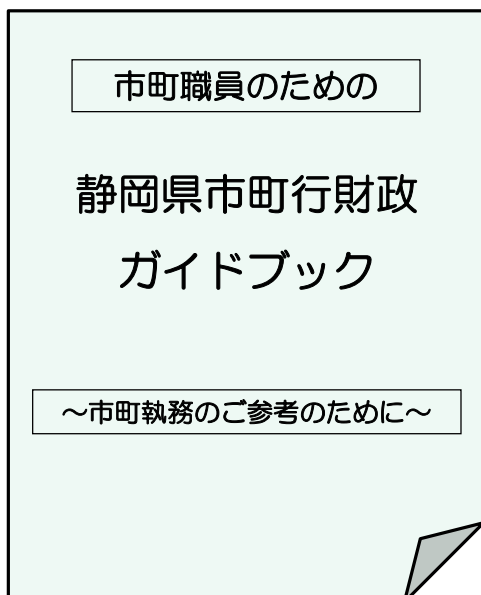 市町職員のための
静岡県市町行財政
ガイドブック
～市町執務のご参考のために～